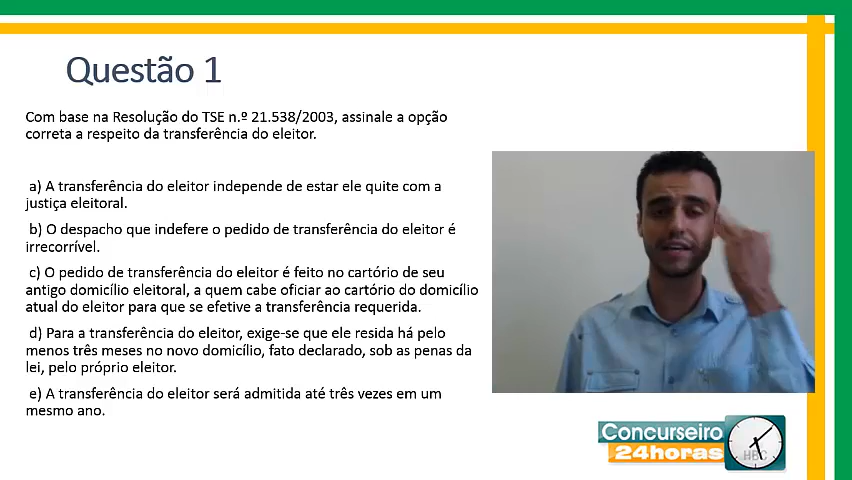 Questão 1
Com base na Resolução do TSE n.º 21.538/2003, assinale a opção
correta a respeito da transferência do eleitor.
a) A transferência do eleitor independe de estar ele quite com a
justiça eleitoral.
b) O despacho que indefere o pedido de transferência do eleitor é
irrecorrível.
c) O pedido de transferência do eleitor é feito no cartório de seu
antigo domicílio eleitoral, a quem cabe oficiar ao cartório do domicílio
atual do eleitor para que se efetive a transferência requerida.
d) Para a transferência do eleitor, exige-se que ele resida há pelo
menos três meses no novo domicílio, fato declarado, sob as penas da
lei, pelo próprio eleitor.
e) A transferência do eleitor será admitida até três vezes em um
mesmo ano.
Concurseiro
24horas
HBC